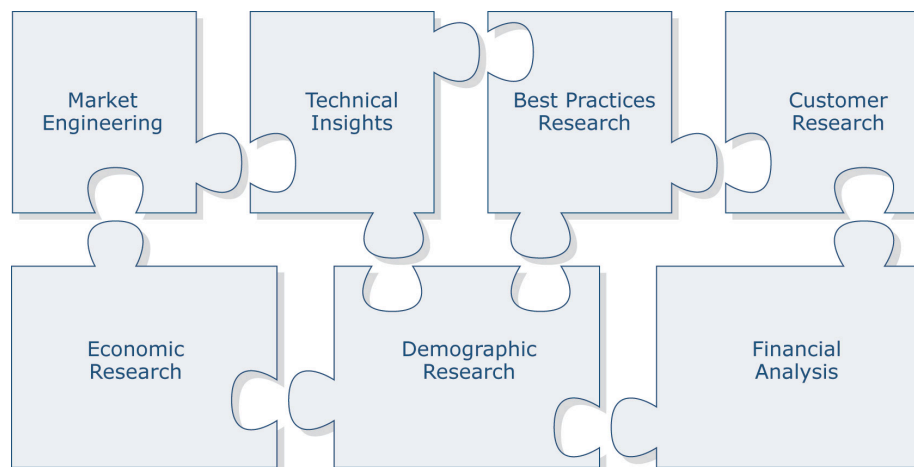 Market
Engineering
Technical
Insights
Best Practices
Research
Customer
Research
Economic
Research
Demographic
Research
Financial
Analysis